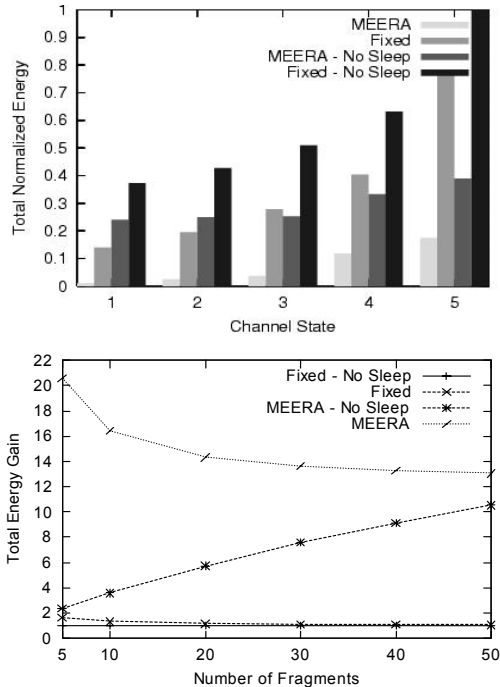 1
0.9
0.8
0.7
0.6
0.5
0.4
0.3
0.2
0.1
0
Total Normalized Energy
MEERA
Fixed
MEERA - No Sleep
Fixed - No Sleep
1 2 3 4 5
Channel State
22
20
18
16
14
12
10
8
6
4
2
0
Total Energy Gain
Fixed - No Sleep
Fixed
MEERA - No Sleep
MEERA
5 10 20 30 40 50
Number of Fragments